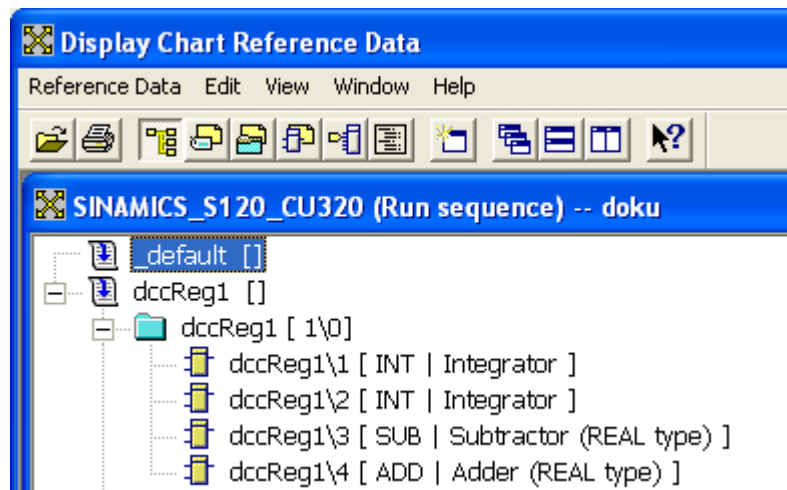 Display Chart Reference Data
Reference Data Edit View Window Help
SINAMICS_S120_CU320 (Run sequence) -- doku
_default []
dccReg1 []
dccReg1 [ 1\0]
dccReg1\1 [ INT | Integrator ]
dccReg1\2 [ INT | Integrator ]
dccReg1\3 [ SUB | Subtractor (REAL type) ]
dccReg1\4 [ ADD | Adder (REAL type) ]